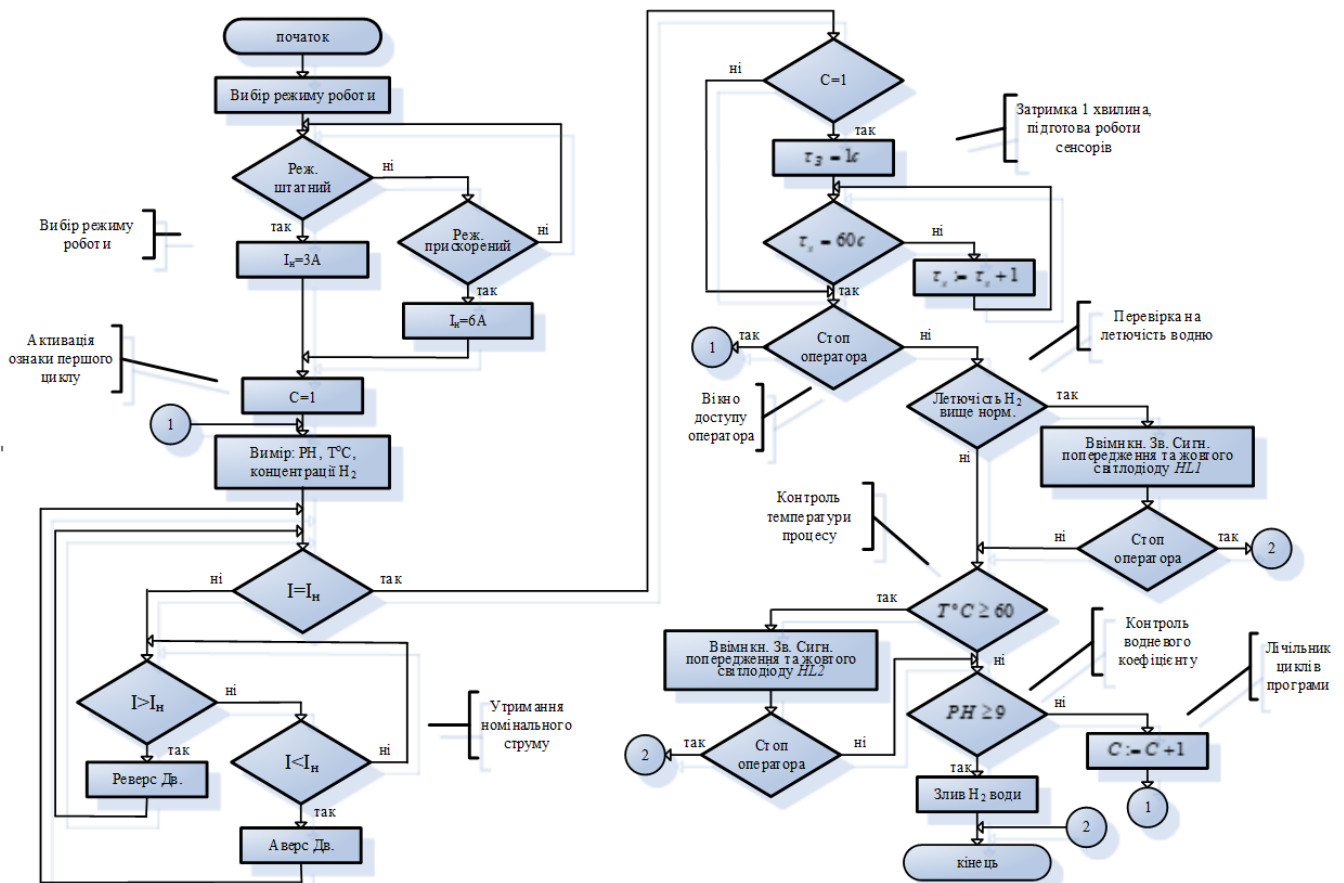 початок
Вибір режиму роботи
Реж.
штатний
ні
так
Реж.
прискорений
ні
так
Вибір режиму
роботи
Iн=3А
Iн=6А
Активація
ознаки першого
циклу
С=1
1
Вимір: PH, T°C,
концентрації H2
I=Iн
ні
так
I>Iн
ні
так
I<Iн
ні
так
Реверс Дв.
Аверс Дв.
Утримання
номінального
струму
С=1
ні
так
Затримка 1 хвилина,
підготова роботи
сенсорів
τЗ = 1с
τз = 60с
ні
так
τз := τз + 1
Стоп
оператора
так
ні
1
Вікно
доступу
оператора
Перевірка на
летючість водню
Летючість H2
вище норм.
так
ні
Ввімнкн. Зв. Сигн.
попередження та жовтого
світлодіоду HL1
Стоп
оператора
ні
так
2
Контроль
температури
процесу
T°C ≥ 60
так
ні
Ввімнкн. Зв. Сигн.
попередження та жовтого
світлодіоду HL2
Стоп
оператора
так
ні
2
Контроль
водневого
коефіцієнту
PH ≥ 9
ні
так
Лічільник
циклів
програми
C := C + 1
1
Злив H2 води
2
кінець